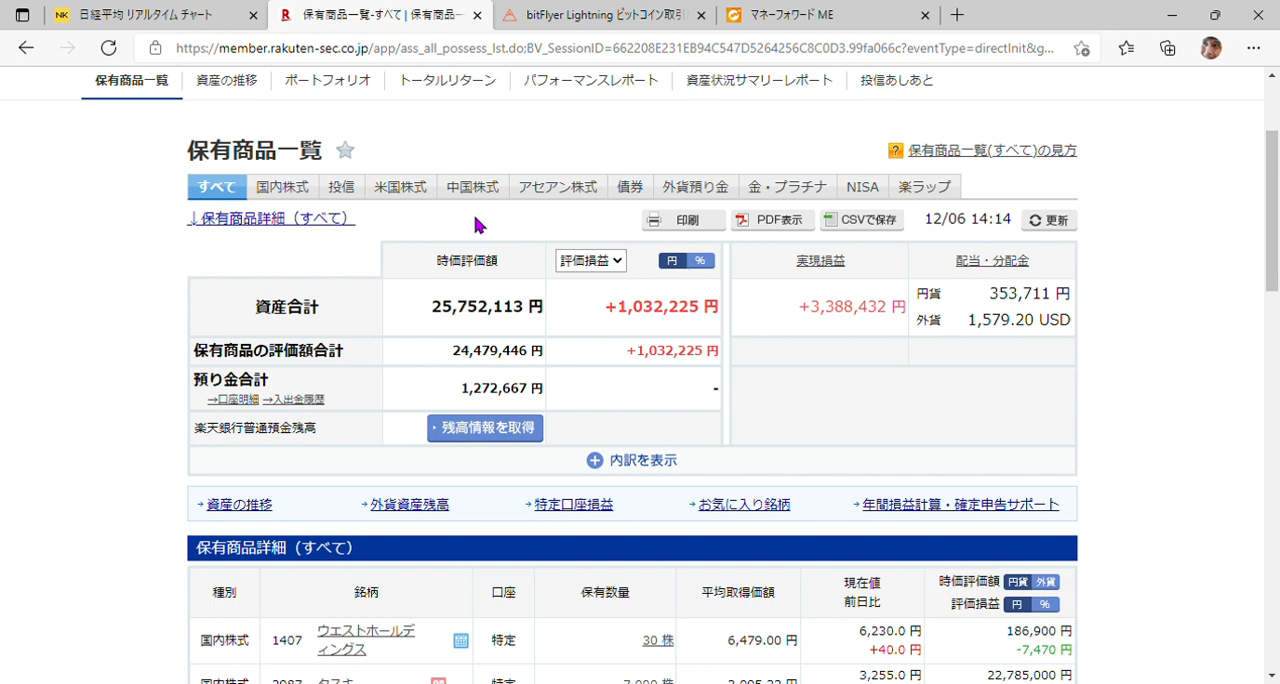 日経平均 リアルタイム チャート
保有商品一覧-すべて | 保有商品一
bitFlyer Lightning ビットコイン取引
マネーフォワード ME
https://member.rakuten-sec.co.jp/app/ass_all_possess_lst.do;BV_SessionID=662208E231EB94C547D5264256C8C0D3.99fa066c?eventType=directInit&g...
保有商品一覧 資産の推移 ポートフォリオ トータルリターン パフォーマンスレポート 資産状況サマリーレポート 投信あしあと
保有商品一覧
? 保有商品一覧(すべて)の見方
すべて 国内株式 投信 米国株式 中国株式 アセアン株式 債券 外貨預り金 金・プラチナ NISA 楽ラップ
↓保有商品詳細（すべて）
印刷 PDF表示 CSVで保存 12/06 14:14 更新
時価評価額 評価損益 円 % 実現損益 配当・分配金
資産合計 25,752,113 円 +1,032,225 円 +3,388,432 円 円貨 353,711 円
外貨 1,579.20 USD
保有商品の評価額合計 24,479,446 円 +1,032,225 円
預り金合計 1,272,667 円 -
→口座明細 →入出金履歴
楽天銀行普通預金残高 残高情報を取得
内訳を表示
資産の推移 外貨資産残高 特定口座損益 お気に入り銘柄 年間損益計算・確定申告サポート
保有商品詳細（すべて）
種別 銘柄 口座 保有数量 平均取得価額 現在値 前日比 時価評価額 円貨 外貨 評価損益 円 %
国内株式 1407 ウエストホールディングス 特定 30 株 6,479.00 円 6,230.0 円 +40.0 円 186,900 円 -7,470 円
3,255.0 円 22,785,000 円